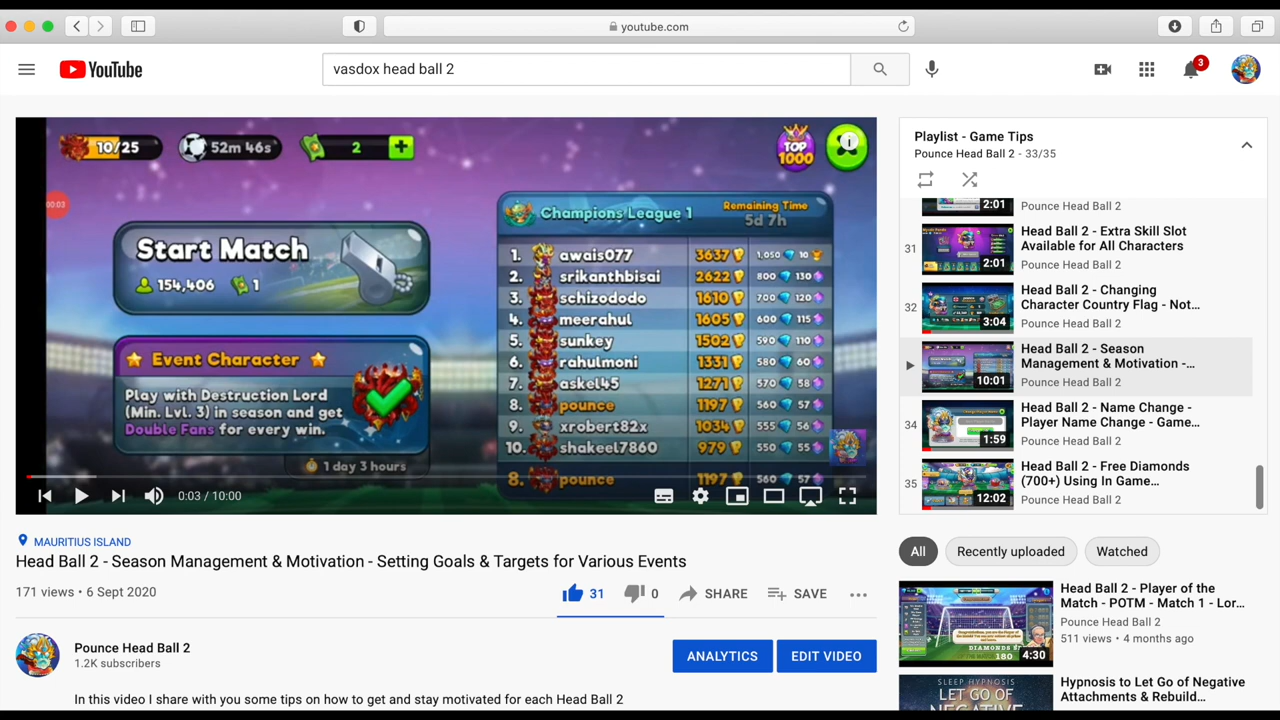 youtube.com
YouTube
vasdox head ball 2
3
10/25
52m 46s
2
TOP
1000
00:03
Start Match
154,406
1
Event Character
Play with Destruction Lord
(Min. Lvl. 3) in season and get
Double Fans for every win.
1 day 3 hours
Champions League 1
Remaining Time
5d 7h
1. awais077 3637 1,050 10
2. srikanthbisai 2622 800 130
3. schizododo 1610 700 120
4. meerahul 1605 600 115
5. sunkey 1502 590 110
6. rahulmoni 1331 580 60
7. askel45 1271 570 58
8. pounce 1197 560 57
9. xrobert82x 1034 555 56
10. shakeel7860 979 550 55
8. pounce 1197 560 57
0:03 / 10:00
MAURITIUS ISLAND
Head Ball 2 - Season Management & Motivation - Setting Goals & Targets for Various Events
171 views • 6 Sept 2020
31
0
SHARE
SAVE
Pounce Head Ball 2
1.2K subscribers
ANALYTICS
EDIT VIDEO
In this video I share with you some tips on how to get and stay motivated for each Head Ball 2
Playlist - Game Tips
Pounce Head Ball 2 - 33/35
2:01
Pounce Head Ball 2
31
2:01
Head Ball 2 - Extra Skill Slot
Available for All Characters
Pounce Head Ball 2
32
3:04
Head Ball 2 - Changing
Character Country Flag - Not...
Pounce Head Ball 2
10:01
Head Ball 2 - Season
Management & Motivation -...
Pounce Head Ball 2
34
1:59
Head Ball 2 - Name Change -
Player Name Change - Game...
Pounce Head Ball 2
35
12:02
Head Ball 2 - Free Diamonds
(700+) Using In Game...
Pounce Head Ball 2
All
Recently uploaded
Watched
DIAMONDS
180
4:30
Head Ball 2 - Player of the
Match - POTM - Match 1 - Lor...
Pounce Head Ball 2
511 views • 4 months ago
SLEEP HYPNOSIS
LET GO OF
NEGATIVE
Hypnosis to Let Go of Negative
Attachments & Rebuild...